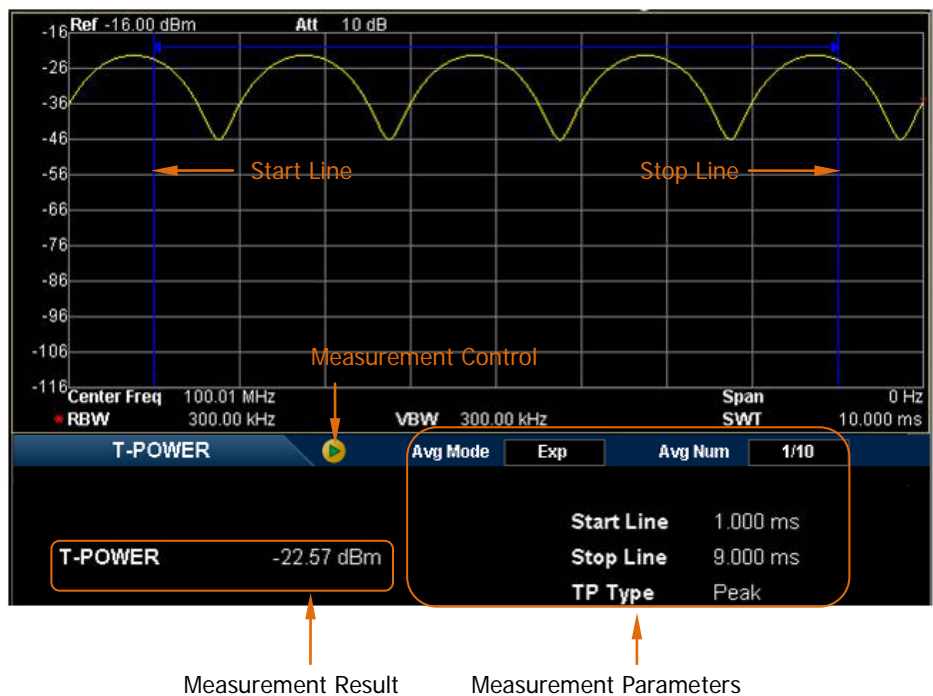 Ref -16.00 dBm Att 10 dB
-16
-26
-36
-46
-56
Start Line Stop Line
-66
-76
-86
-96
-106
Measurement Control
-116
Center Freq 100.01 MHz Span 0 Hz
RBW 300.00 kHz VBW 300.00 kHz SWT 10.000 ms
T-POWER Avg Mode Exp Avg Num 1/10
Start Line 1.000 ms
T-POWER -22.57 dBm Stop Line 9.000 ms
TP Type Peak
Measurement Result Measurement Parameters